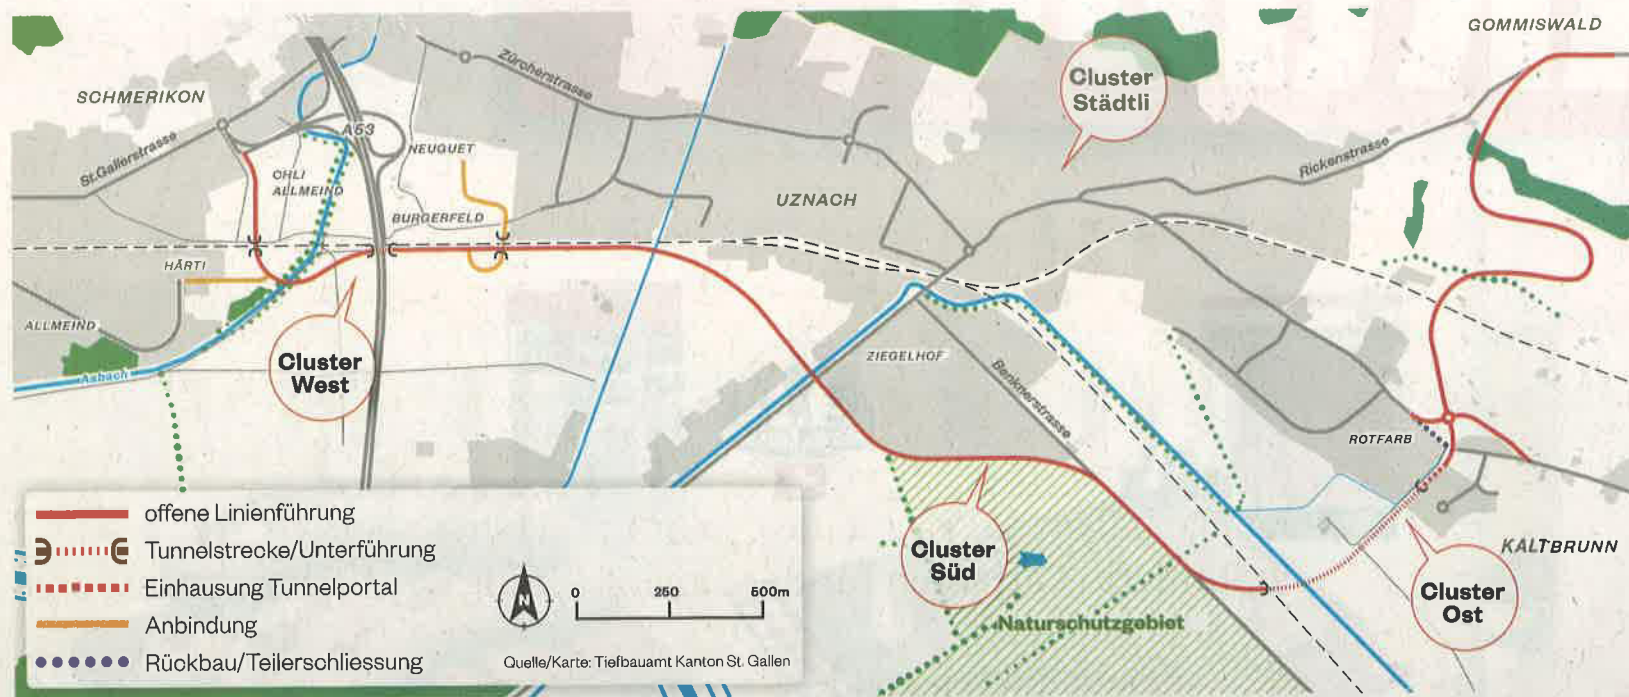 GOMMISWALD
SCHMERIKON
Zürcherstrasse
Cluster
Städtli
A53
St.Gallerstrasse
NEUGUET
OHLI
ALLMEIND
Rickenstrasse
UZNACH
BURGERFELD
HÄRTI
ALLMEIND
Aabach
Cluster
West
ZIEGELHOF
Benknerstrasse
ROTFARB
offene Linienführung
Tunnelstrecke/Unterführung
Einhausung Tunnelportal
Anbindung
Rückbau/Teilerschliessung
N
0 250 500m
Quelle/Karte: Tiefbauamt Kanton St. Gallen
Cluster
Süd
Naturschutzgebiet
KALTBRUNN
Cluster
Ost